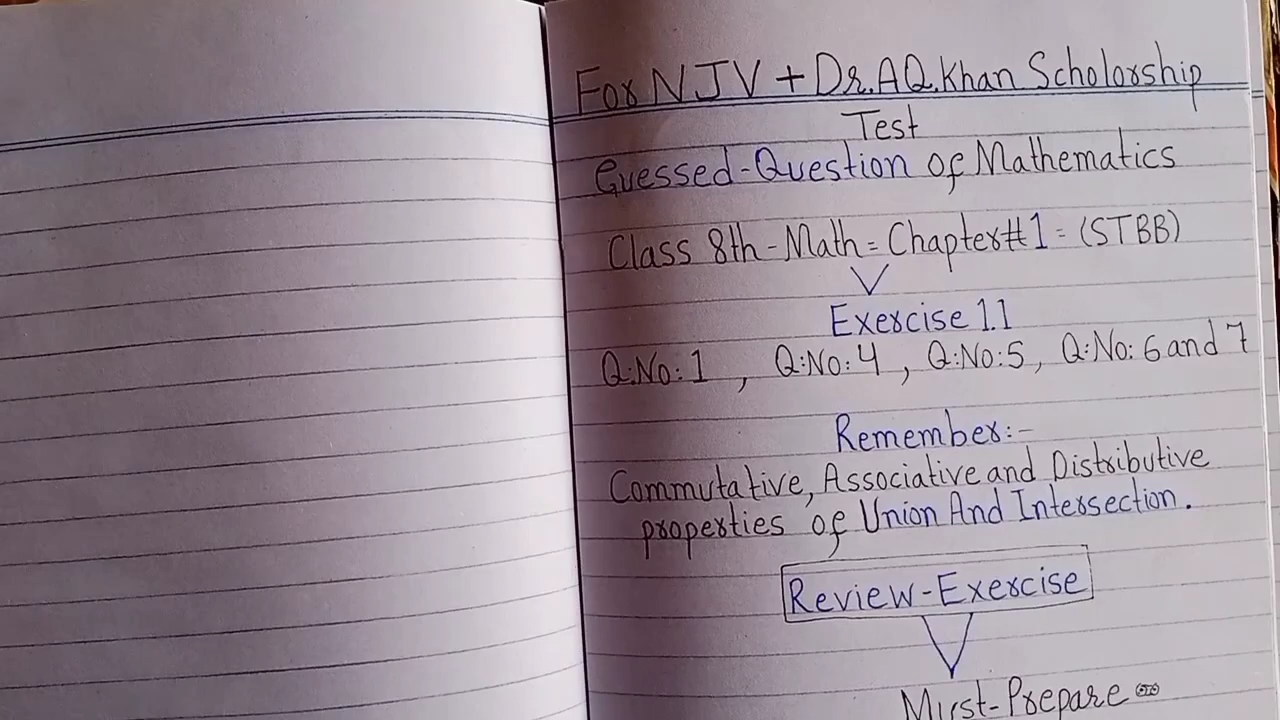 For NJV + Dr.AQ.Khan Scholorship
Test
Guessed-Question of Mathematics
Class 8th - Math = Chapter#1 = (STBB)
Exercise 1.1
Q:No:1 , Q:No:4 , Q:No:5 , Q:No:6 and 7
Remember:-
Commutative, Associative and Distributive
properties of Union And Intersection.
Review-Exercise
Must-Prepare